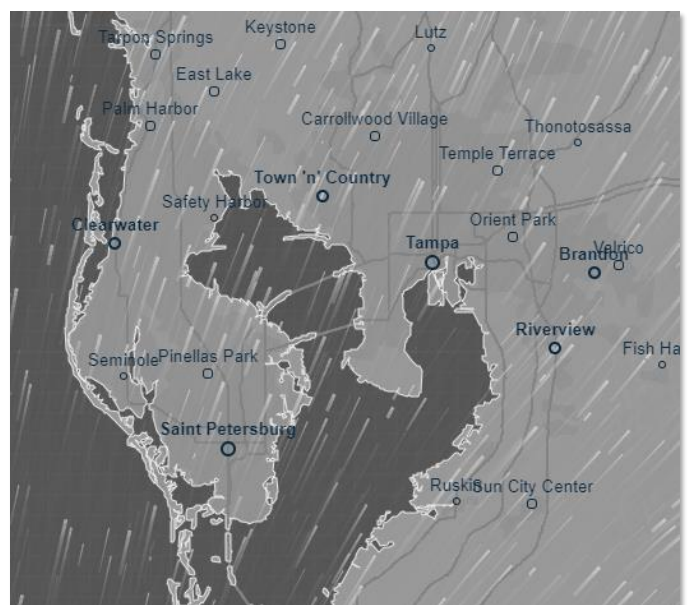 Keystone
Lutz
Tarpon Springs
East Lake
Palm Harbor
Carrollwood Village
Thonotosassa
Temple Terrace
Town 'n' Country
Safety Harbor
Orient Park
Clearwater
Tampa
Brandon
Valrico
Riverview
Seminole
Pinellas Park
Fish Ha
Saint Petersburg
Ruskin
Sun City Center